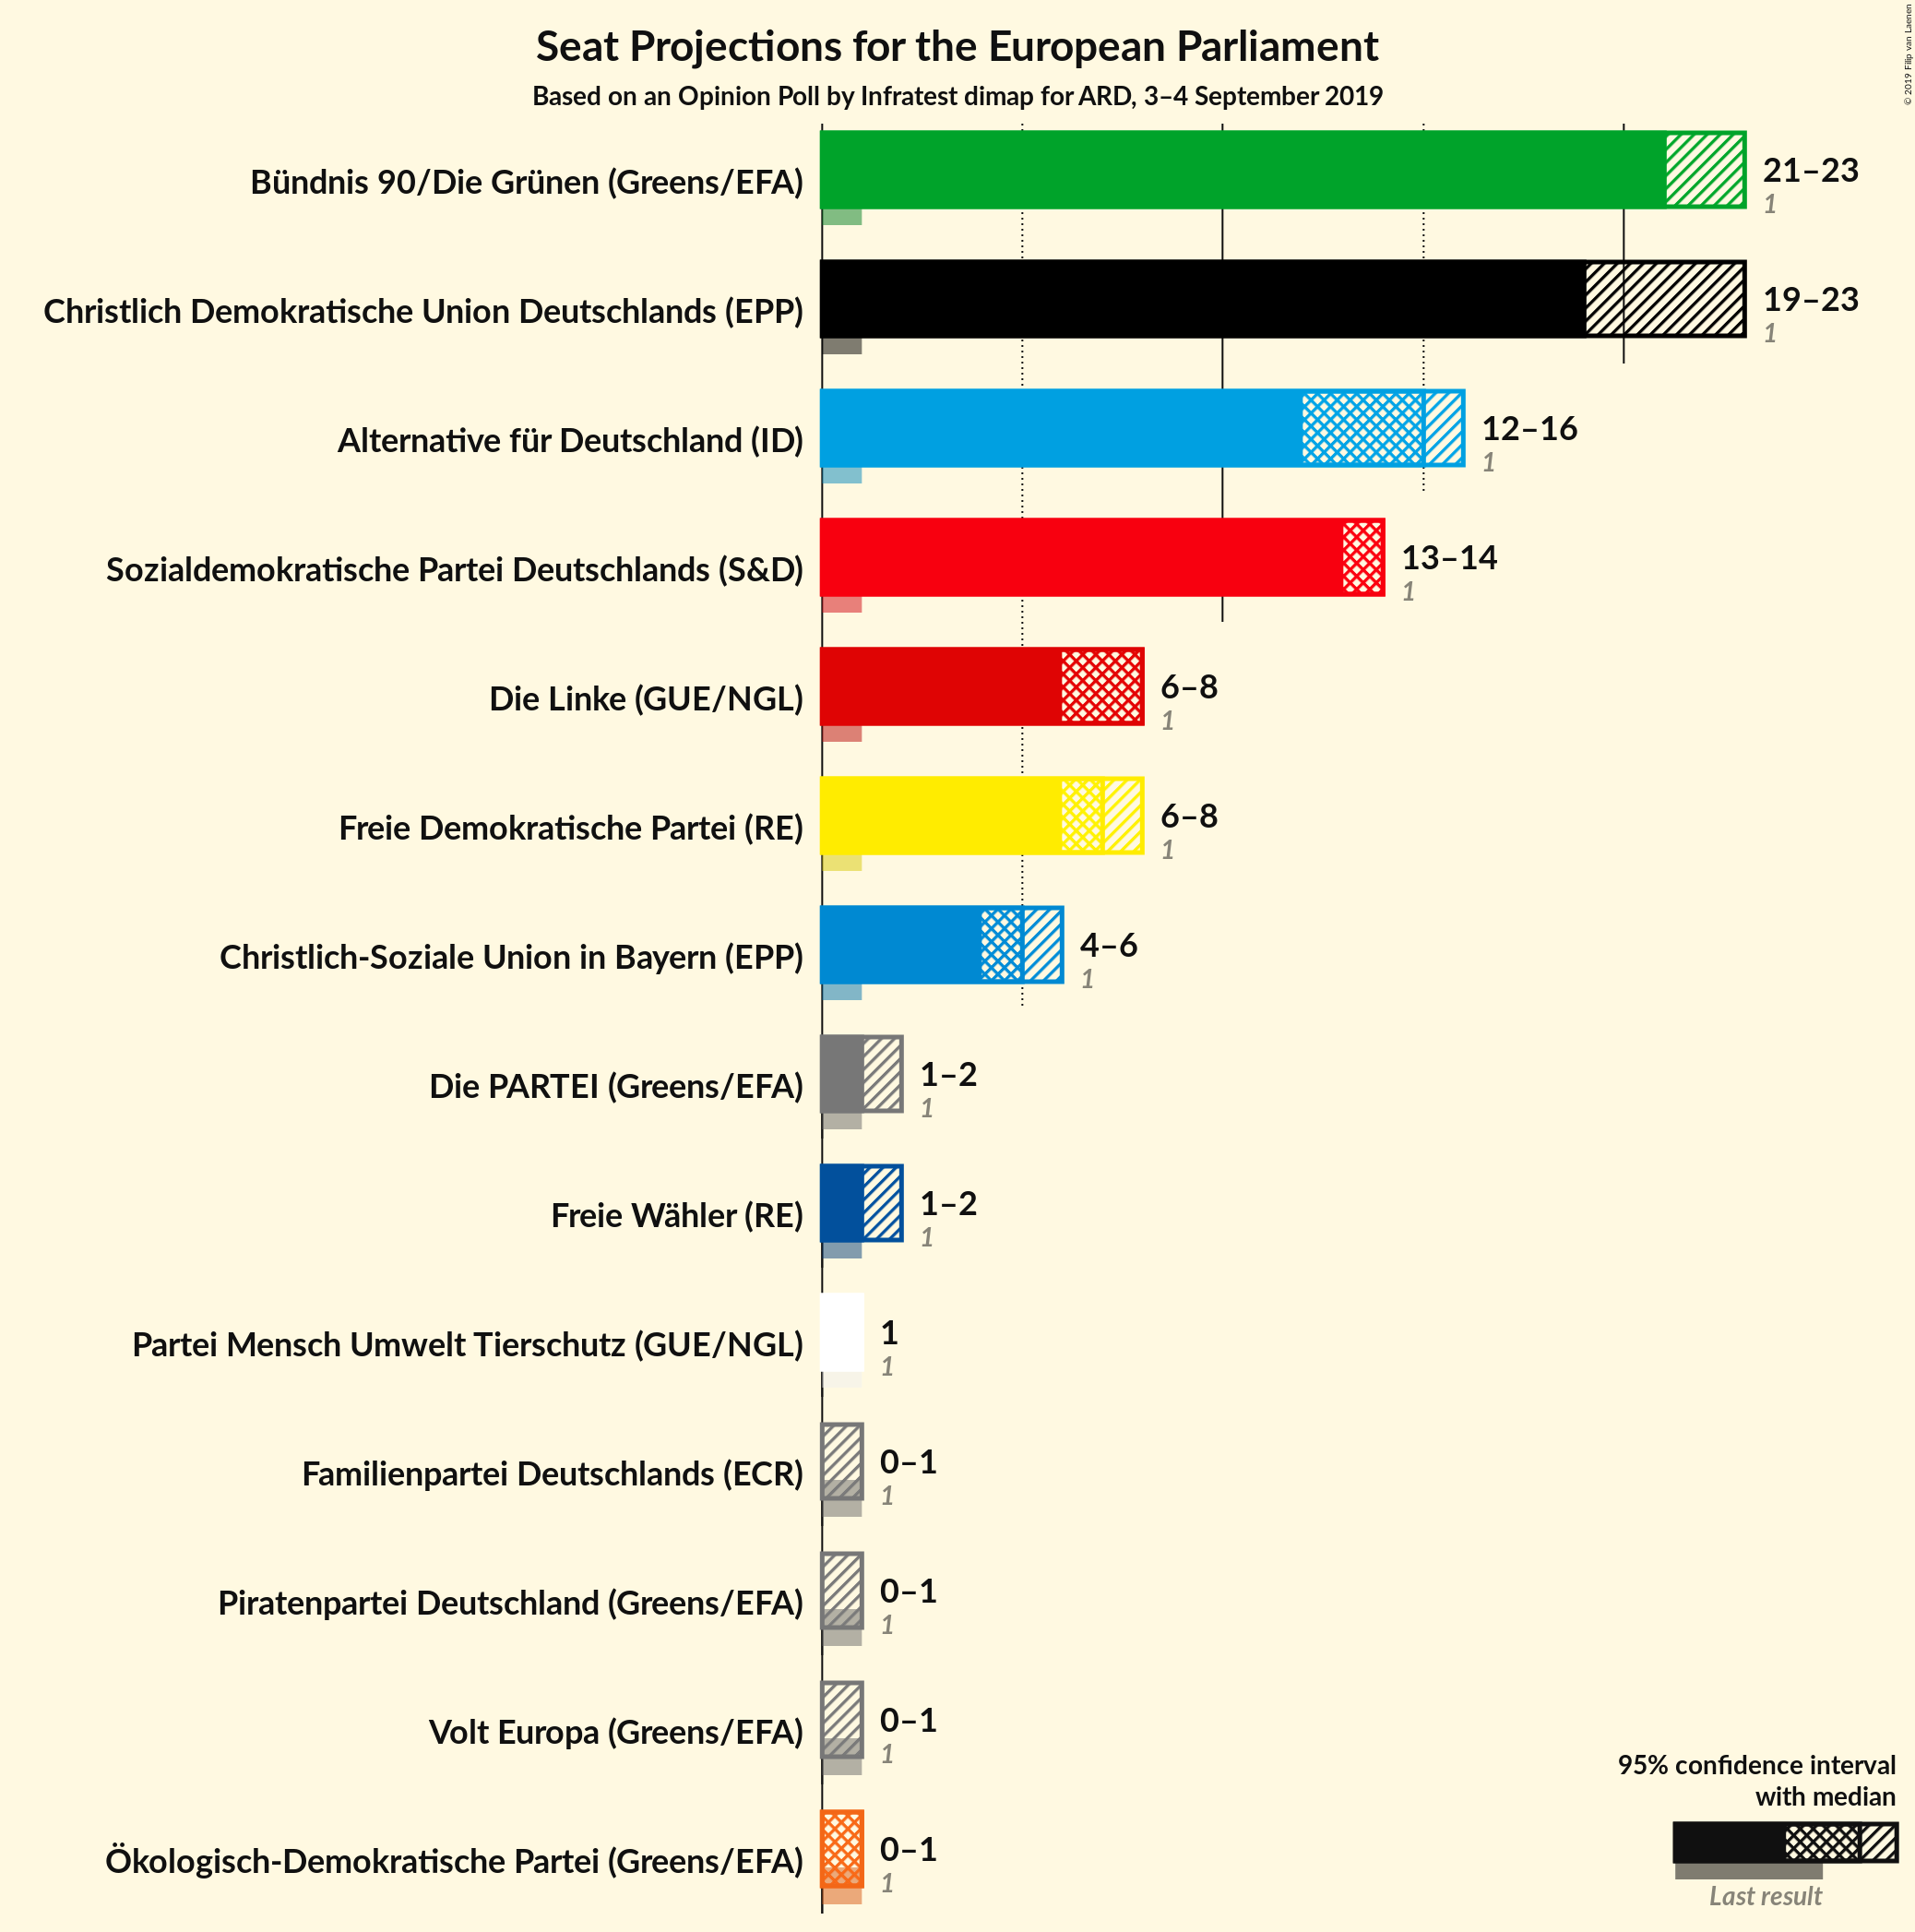 Seat Projections for the European Parliament
Based on an Opinion Poll by Infratest dimap for ARD, 3–4 September 2019
© 2019 Filip van Laenen
Bündnis 90/Die Grünen (Greens/EFA)
21–23
1
Christlich Demokratische Union Deutschlands (EPP)
19–23
1
Alternative für Deutschland (ID)
12–16
1
Sozialdemokratische Partei Deutschlands (S&D)
13–14
1
Die Linke (GUE/NGL)
6–8
1
Freie Demokratische Partei (RE)
6–8
1
Christlich-Soziale Union in Bayern (EPP)
4–6
1
Die PARTEI (Greens/EFA)
1–2
1
Freie Wähler (RE)
1–2
1
Partei Mensch Umwelt Tierschutz (GUE/NGL)
1
1
Familienpartei Deutschlands (ECR)
0–1
1
Piratenpartei Deutschland (Greens/EFA)
0–1
1
Volt Europa (Greens/EFA)
0–1
1
Ökologisch-Demokratische Partei (Greens/EFA)
0–1
1
95% confidence interval
with median
Last result